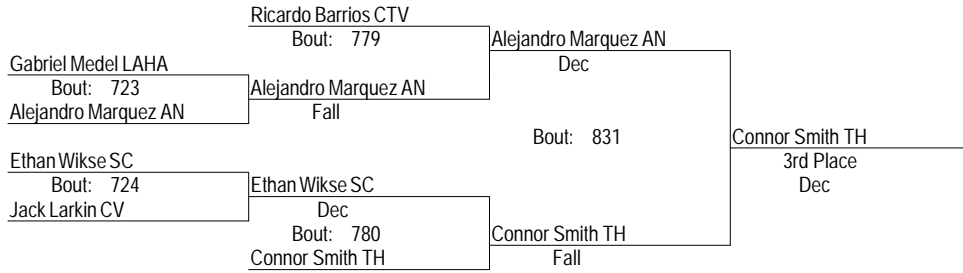 Ricardo Barrios CTV
Bout: 779
Alejandro Marquez AN
Dec
Gabriel Medel LAHA
Bout: 723
Alejandro Marquez AN
Alejandro Marquez AN
Fall
Bout: 831
Connor Smith TH
3rd Place
Dec
Ethan Wikse SC
Bout: 724
Ethan Wikse SC
Jack Larkin CV
Dec
Bout: 780
Connor Smith TH
Connor Smith TH
Fall